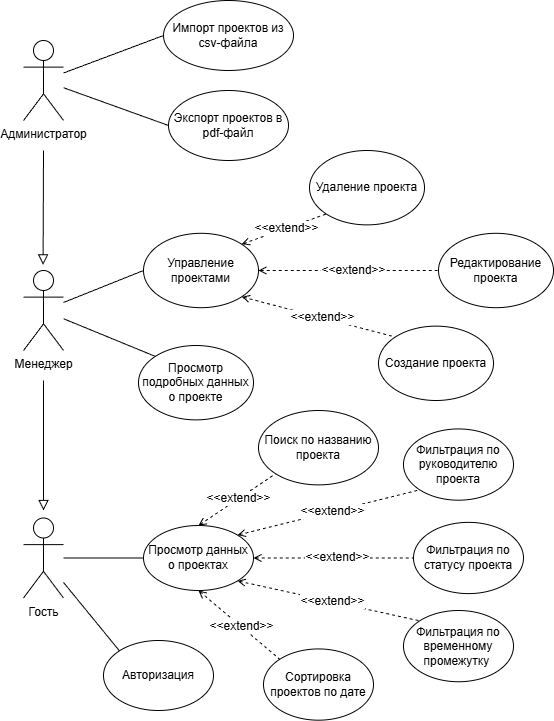 Импорт проектов из
csv-файла
Администратор
Экспорт проектов в
pdf-файл
Удаление проекта
<<extend>>
Управление
проектами
<<extend>>
Редактирование
проекта
<<extend>>
Менеджер
Создание проекта
Просмотр
подробных данных
о проекте
Поиск по названию
проекта
Фильтрация по
руководителю
проекта
<<extend>>
<<extend>>
Просмотр данных
о проектах
<<extend>>
Фильтрация по
статусу проекта
Гость
<<extend>>
<<extend>>
Фильтрация по
временному
промежутку
Авторизация
Сортировка
проектов по дате